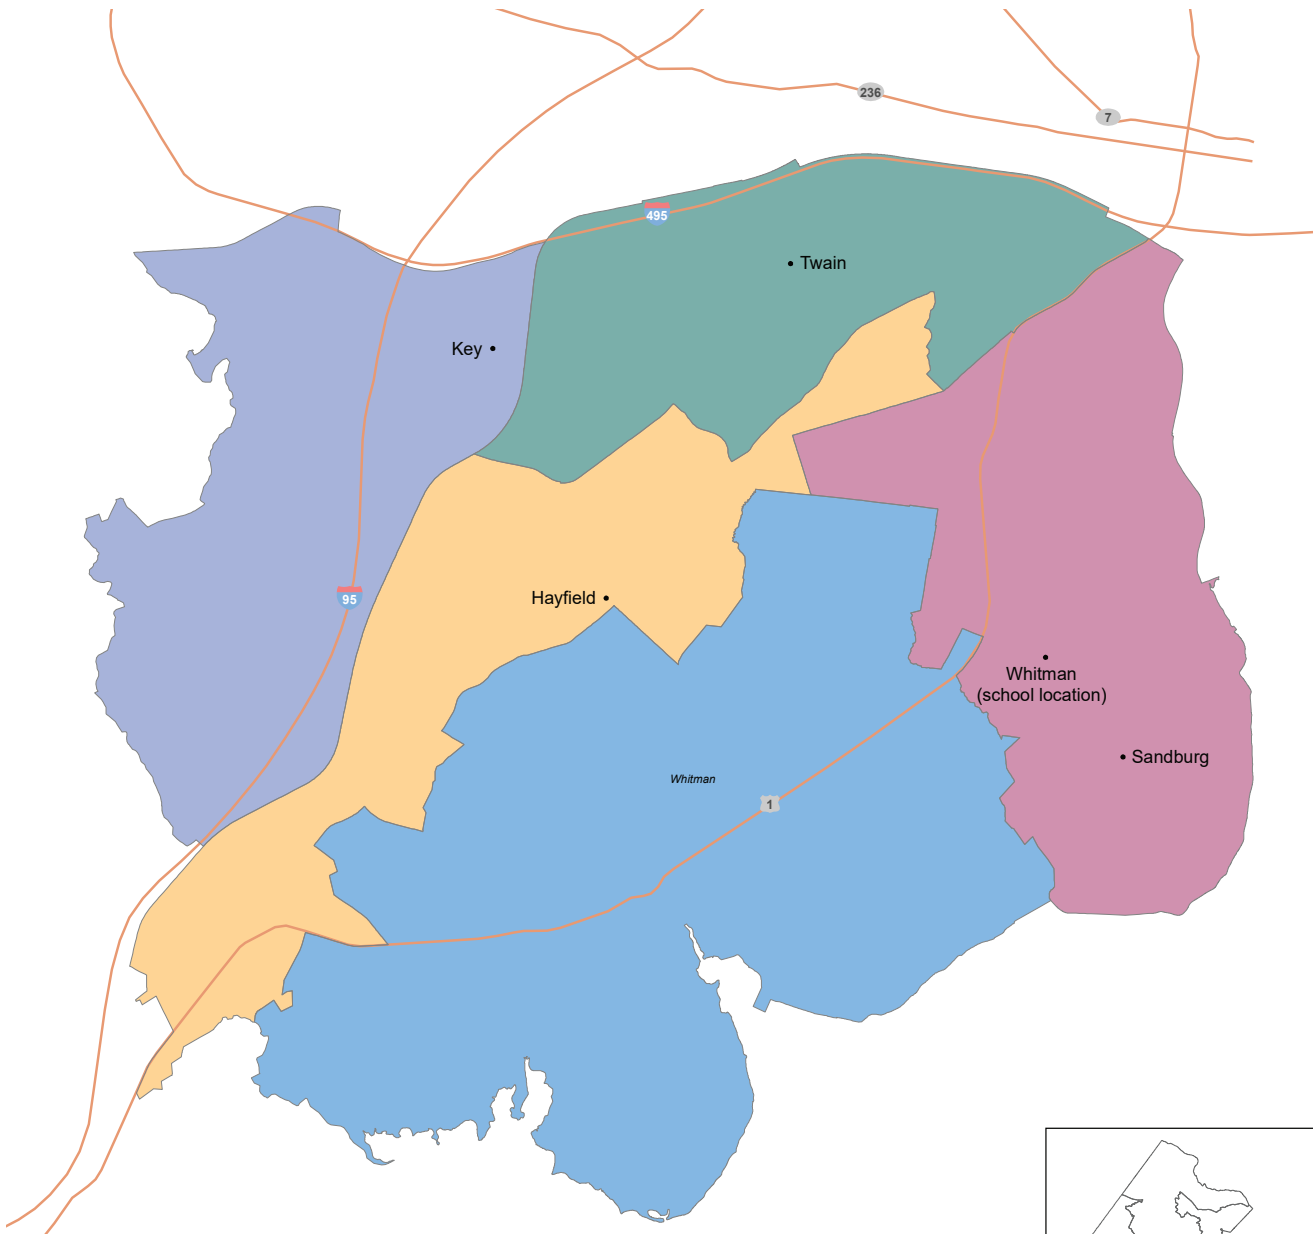 236
7
495
Twain
Key
95
Hayfield
Whitman
(school location)
Sandburg
Whitman
1